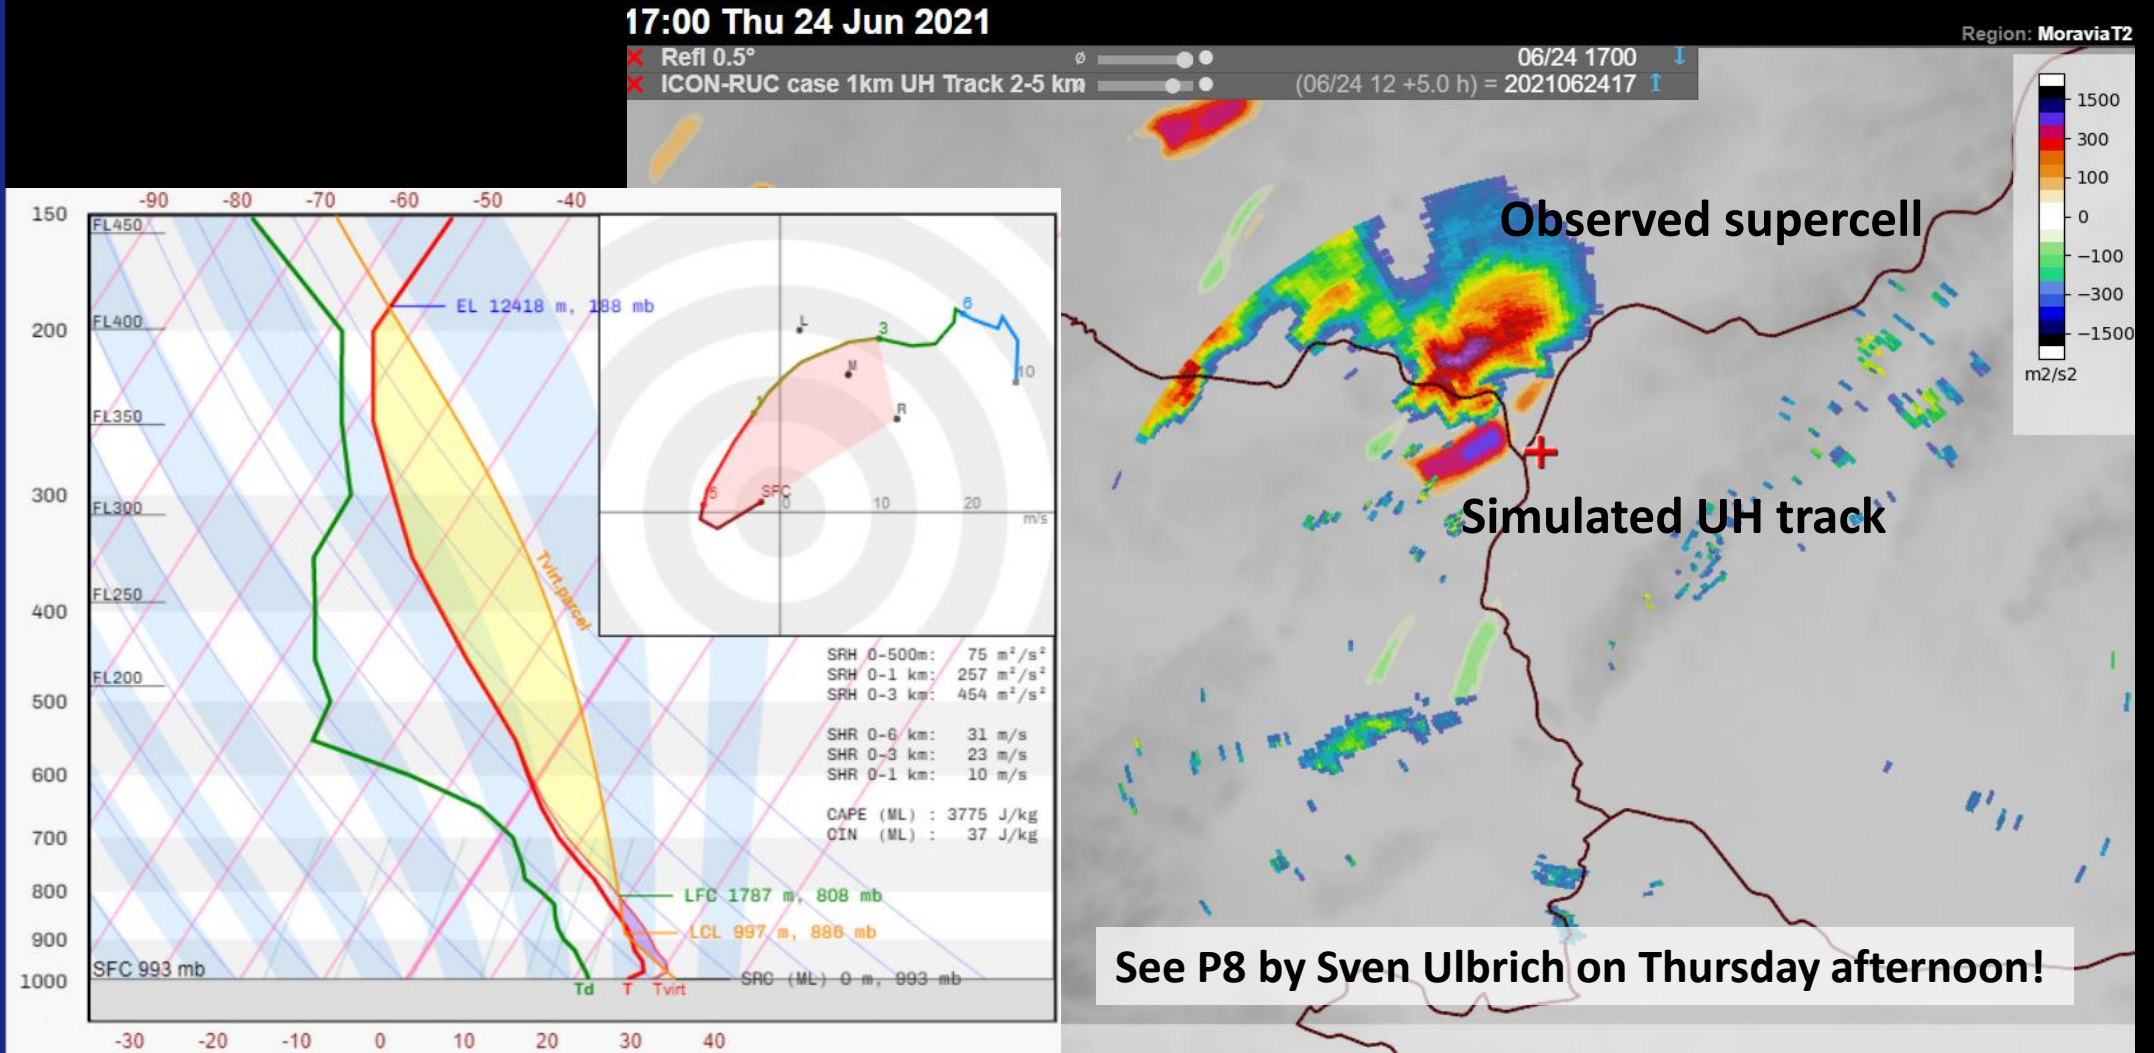 17:00 Thu 24 Jun 2021
Region: MoraviaT2
Refl 0.5°
ø
06/24 1700
ICON-RUC case 1km UH Track 2-5 km
(06/24 12 +5.0 h) = 2021062417
1500
300
100
0
−100
−300
−1500
m2/s2
Observed supercell
Simulated UH track
See P8 by Sven Ulbrich on Thursday afternoon!
-90 -80 -70 -60 -50 -40
150
200
300
400
500
600
700
800
900
1000
FL450
FL400
FL350
FL300
FL250
FL200
EL 12418 m, 188 mb
Tvirt parcel
L
M
R
SFC
.5
1
3
6
10
0 10 20
m/s
SRH 0-500m: 75 m²/s²
SRH 0-1 km: 257 m²/s²
SRH 0-3 km: 454 m²/s²
SHR 0-6 km: 31 m/s
SHR 0-3 km: 23 m/s
SHR 0-1 km: 10 m/s
CAPE (ML) : 3775 J/kg
CIN (ML) : 37 J/kg
LFC 1787 m, 808 mb
LCL 997 m, 886 mb
SFC 993 mb
SRC (ML) 0 m, 993 mb
Td T Tvirt
-30 -20 -10 0 10 20 30 40